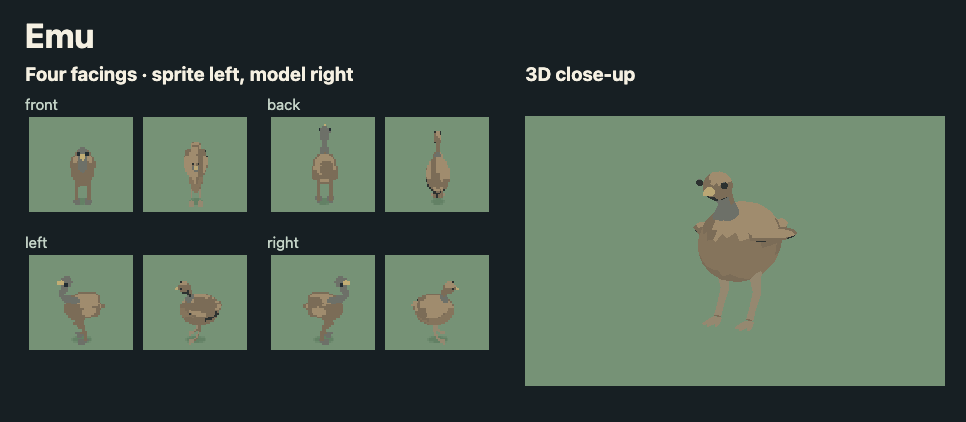 Emu
Four facings · sprite left, model right
3D close-up
front
back
left
right